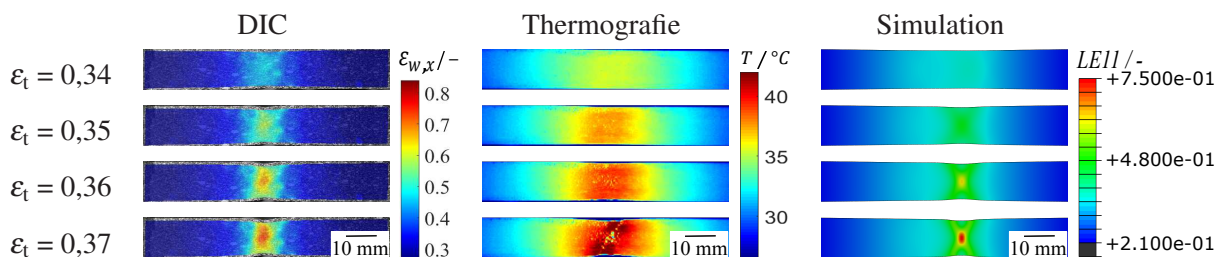 DIC Thermografie Simulation
ε_w,x / – T / °C LE11 / -
ε_t = 0,34
ε_t = 0,35
ε_t = 0,36
ε_t = 0,37
0.8
0.7
0.6
0.5
0.4
0.3
40
35
30
+7.500e-01
+4.800e-01
+2.100e-01
10 mm 10 mm 10 mm